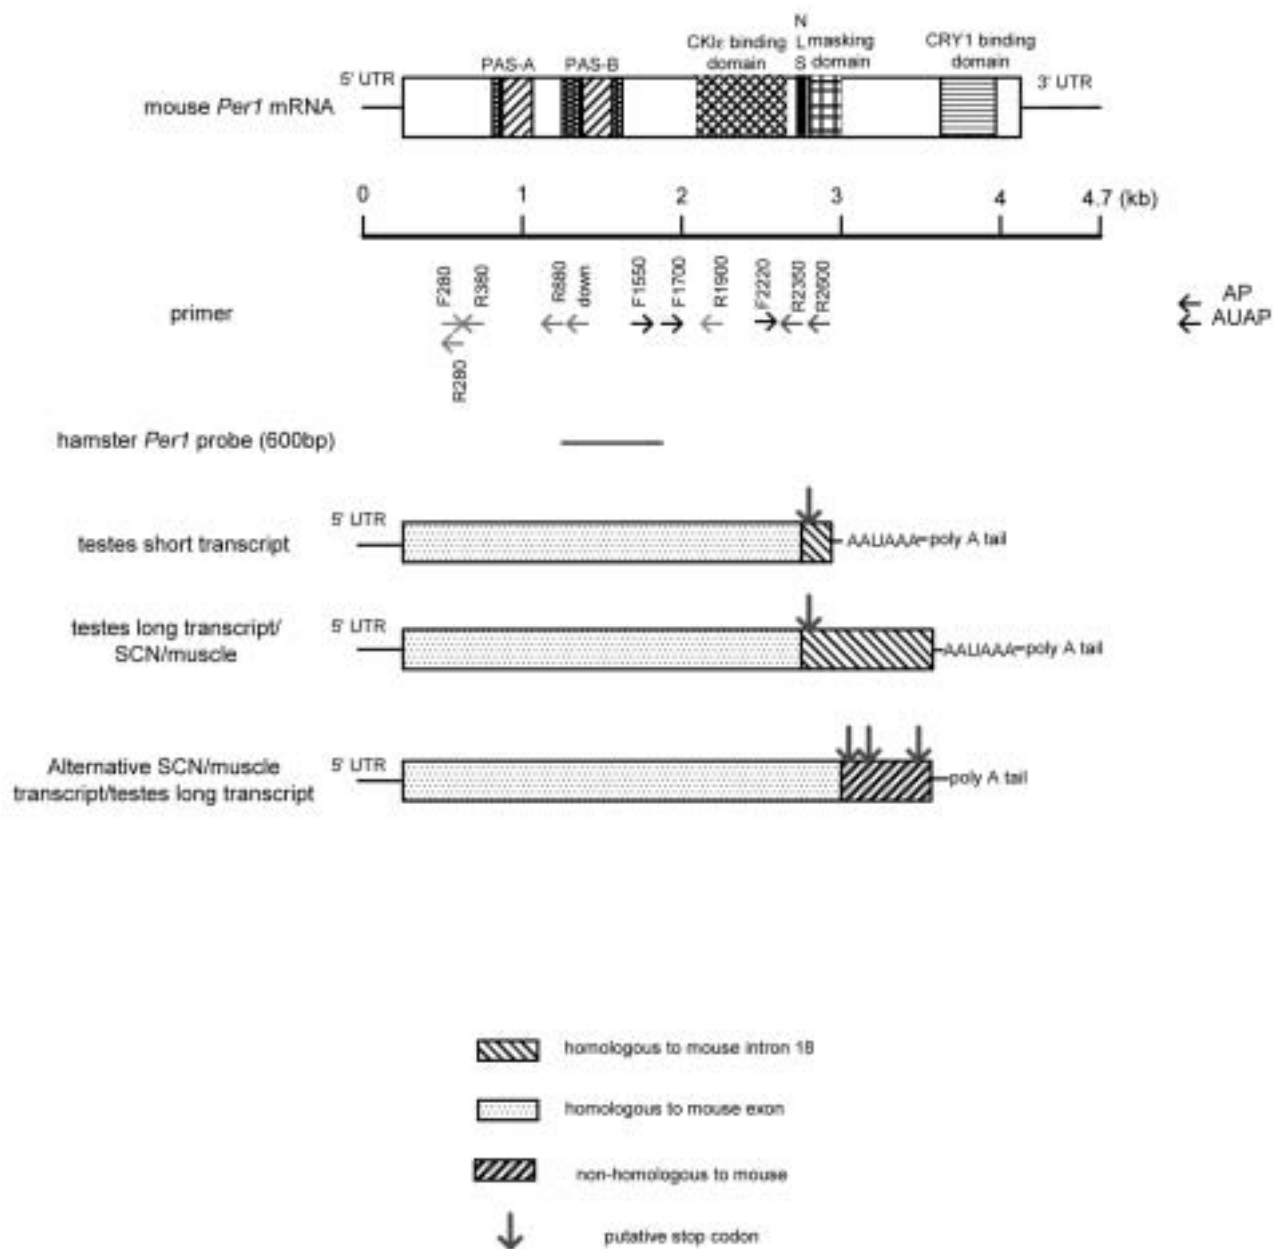 N
CKIε binding L masking CRY1 binding
PAS-A PAS-B domain S domain domain
5' UTR 3' UTR
mouse Per1 mRNA
0 1 2 3 4 4.7 (kb)
F280 R380 R880 down F1550 F1700 R1900 F2220 R2350 R2600
primer
AP
AUAP
R280
hamster Per1 probe (600bp)
5' UTR
testes short transcript
AAUAAA poly A tail
testes long transcript/
SCN/muscle
5' UTR
AAUAAA poly A tail
Alternative SCN/muscle
transcript/testes long transcript
5' UTR
poly A tail
homologous to mouse intron 18
homologous to mouse exon
non-homologous to mouse
putative stop codon